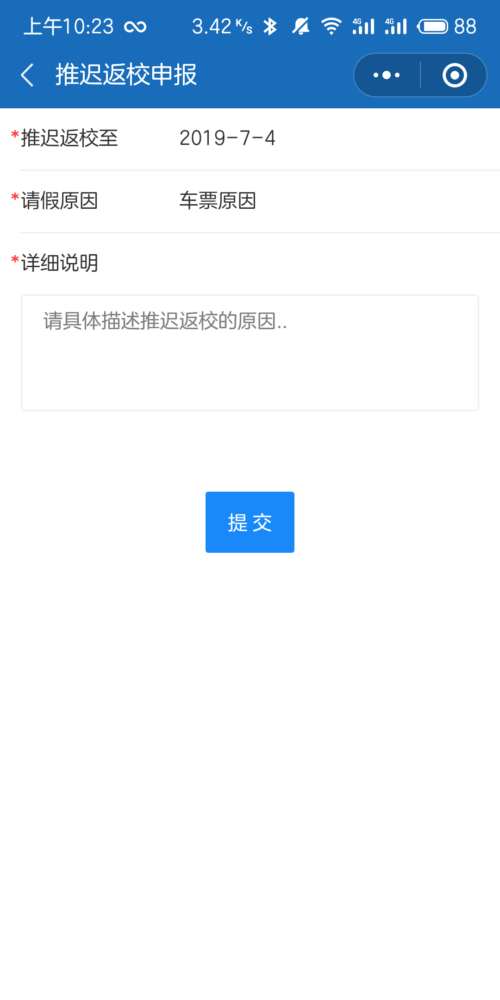 上午10:23 3.42 K/s 4G 4G 88
推迟返校申报
*推迟返校至 2019-7-4
*请假原因 车票原因
*详细说明
请具体描述推迟返校的原因..
提交